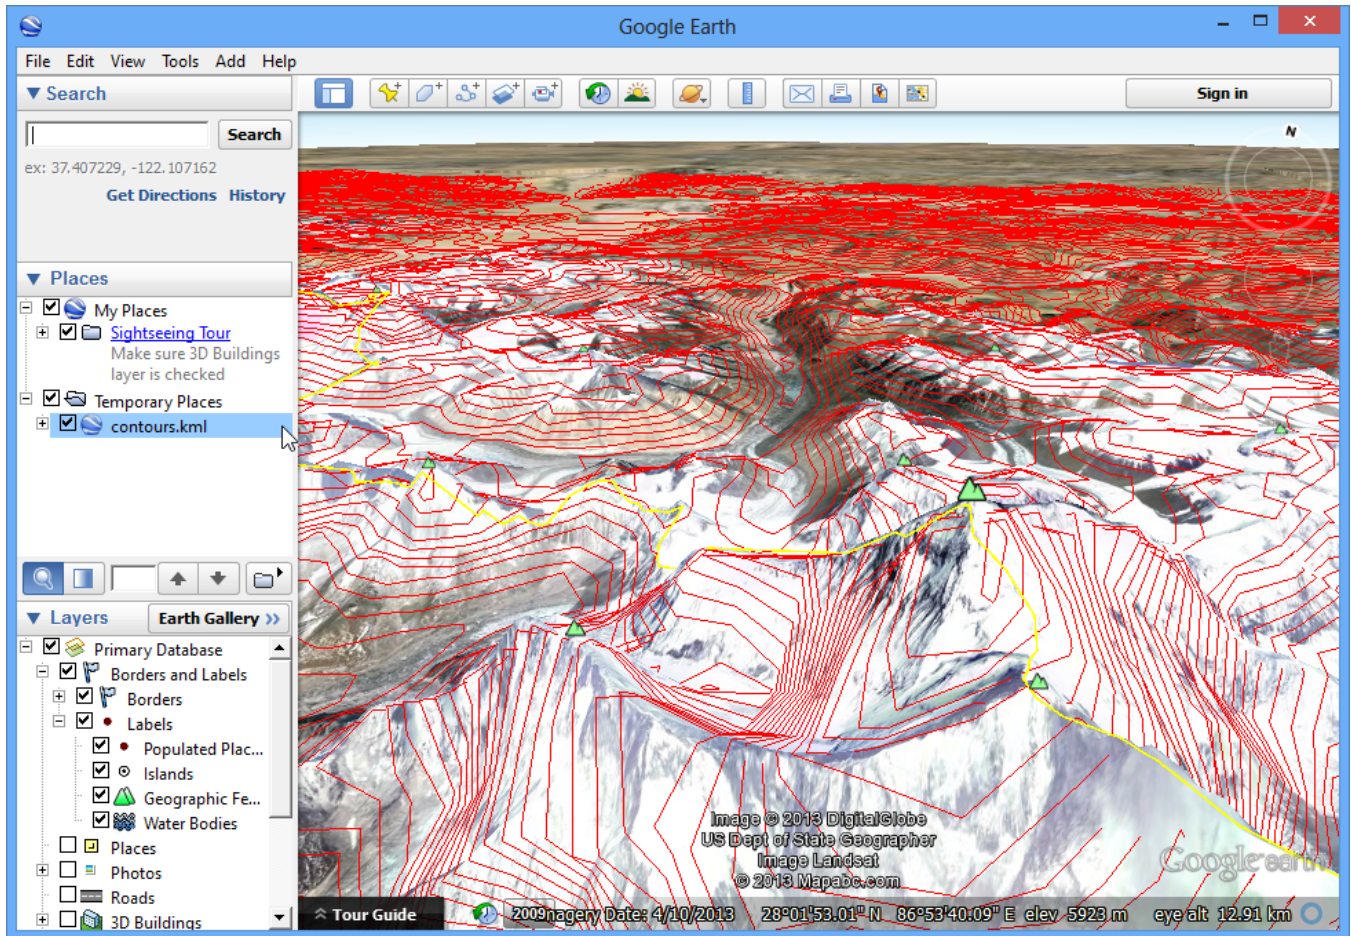 Google Earth
File Edit View Tools Add Help
Search
Sign in
Search
ex: 37.407229, -122.107162
Get Directions History
N
Places
My Places
Sightseeing Tour
Make sure 3D Buildings
layer is checked
Temporary Places
contours.kml
Layers
Earth Gallery >>
Primary Database
Borders and Labels
Borders
Labels
Populated Plac...
Islands
Geographic Fe...
Water Bodies
Places
Photos
Roads
3D Buildings
Image © 2013 DigitalGlobe
US Dept of State Geographer
Image Landsat
© 2013 Mapabc.com
Google earth
Tour Guide
2009 nagery Date: 4/10/2013 28°01'53.01" N 86°53'40.09" E elev 5923 m eye alt 12.91 km